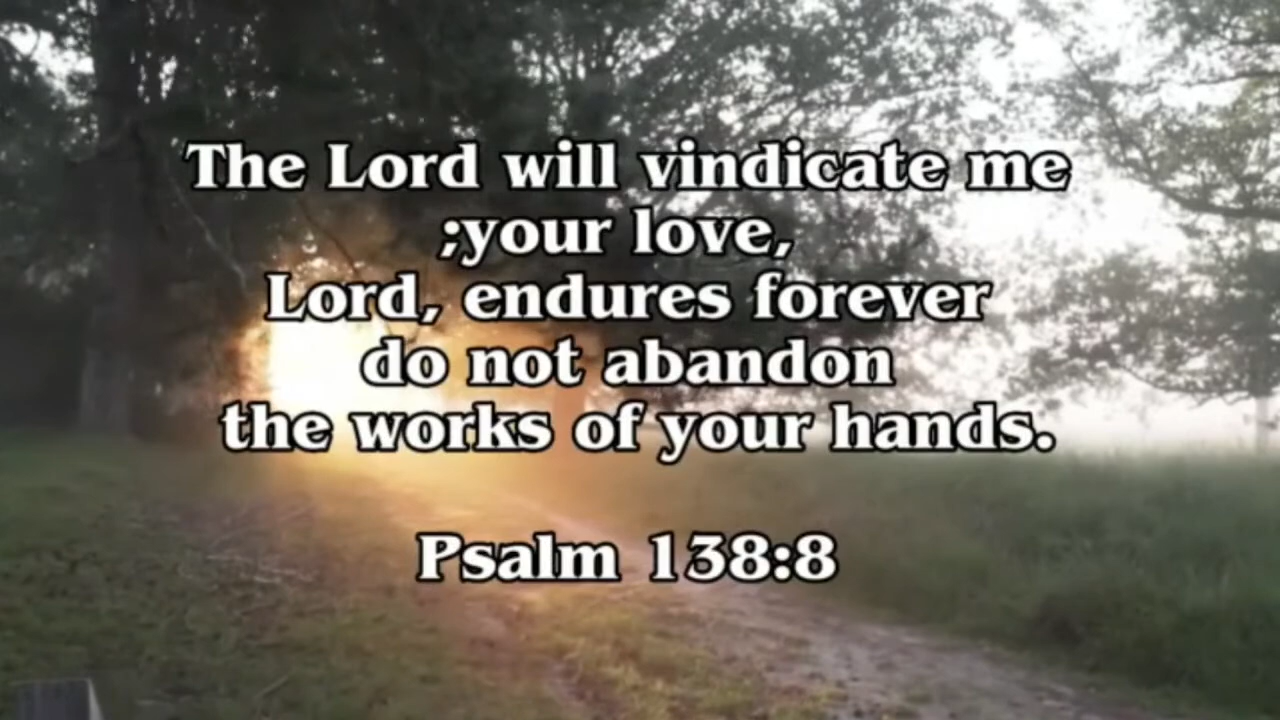 The Lord will vindicate me
;your love,
Lord, endures forever
do not abandon
the works of your hands.
Psalm 138:8